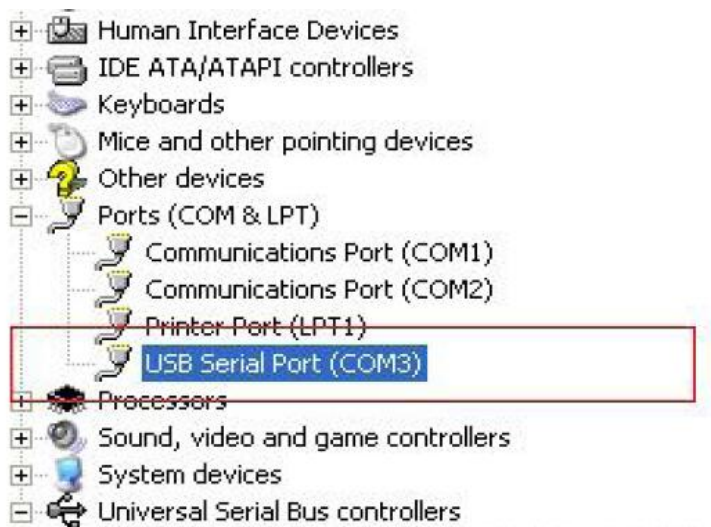 Human Interface Devices
IDE ATA/ATAPI controllers
Keyboards
Mice and other pointing devices
Other devices
Ports (COM & LPT)
Communications Port (COM1)
Communications Port (COM2)
Printer Port (LPT1)
USB Serial Port (COM3)
Processors
Sound, video and game controllers
System devices
Universal Serial Bus controllers